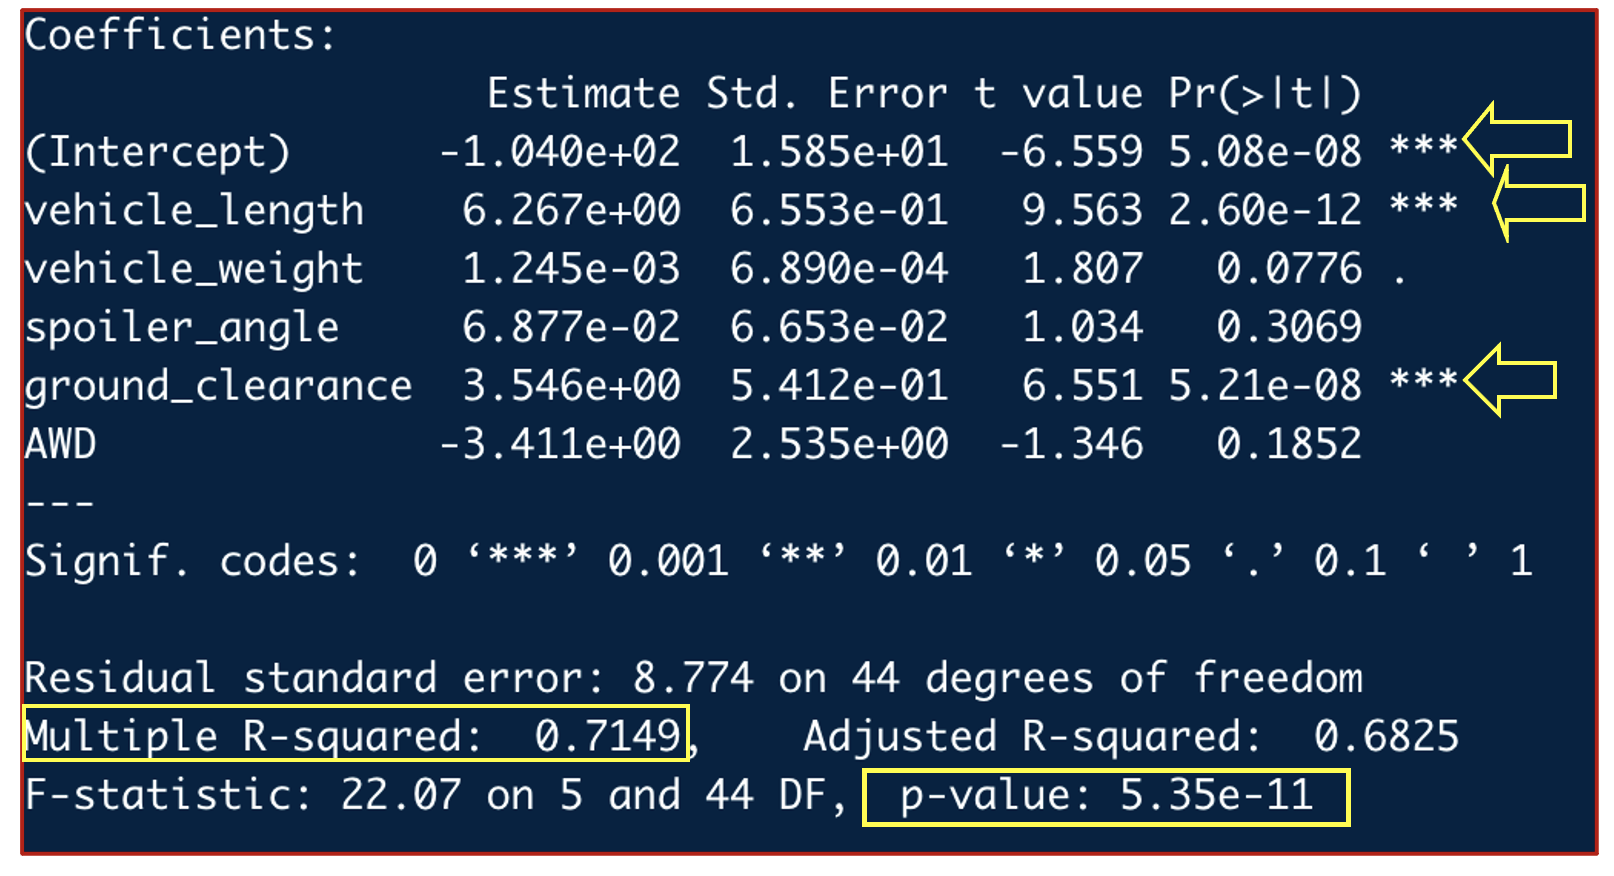 Coefficients:
Estimate Std. Error t value Pr(>|t|)
(Intercept) -1.040e+02 1.585e+01 -6.559 5.08e-08 ***
vehicle_length 6.267e+00 6.553e-01 9.563 2.60e-12 ***
vehicle_weight 1.245e-03 6.890e-04 1.807 0.0776 .
spoiler_angle 6.877e-02 6.653e-02 1.034 0.3069
ground_clearance 3.546e+00 5.412e-01 6.551 5.21e-08 ***
AWD -3.411e+00 2.535e+00 -1.346 0.1852
---
Signif. codes: 0 ‘***’ 0.001 ‘**’ 0.01 ‘*’ 0.05 ‘.’ 0.1 ‘ ’ 1
Residual standard error: 8.774 on 44 degrees of freedom
Multiple R-squared: 0.7149, Adjusted R-squared: 0.6825
F-statistic: 22.07 on 5 and 44 DF, p-value: 5.35e-11